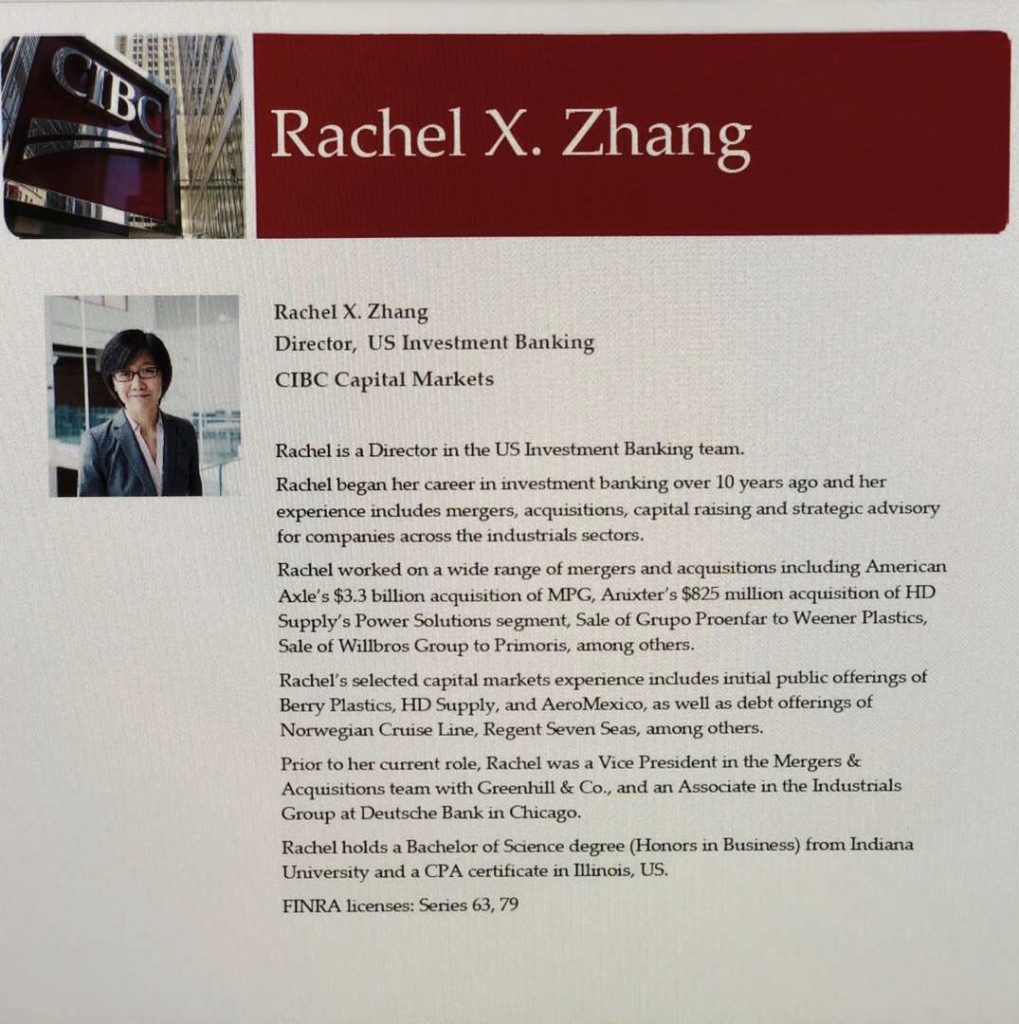 CIBC
Rachel X. Zhang
Rachel X. Zhang
Director, US Investment Banking
CIBC Capital Markets
Rachel is a Director in the US Investment Banking team.
Rachel began her career in investment banking over 10 years ago and her
experience includes mergers, acquisitions, capital raising and strategic advisory
for companies across the industrials sectors.
Rachel worked on a wide range of mergers and acquisitions including American
Axle's $3.3 billion acquisition of MPG, Anixter's $825 million acquisition of HD
Supply's Power Solutions segment, Sale of Grupo Proenfar to Weener Plastics,
Sale of Willbros Group to Primoris, among others.
Rachel's selected capital markets experience includes initial public offerings of
Berry Plastics, HD Supply, and AeroMexico, as well as debt offerings of
Norwegian Cruise Line, Regent Seven Seas, among others.
Prior to her current role, Rachel was a Vice President in the Mergers &
Acquisitions team with Greenhill & Co., and an Associate in the Industrials
Group at Deutsche Bank in Chicago.
Rachel holds a Bachelor of Science degree (Honors in Business) from Indiana
University and a CPA certificate in Illinois, US.
FINRA licenses: Series 63, 79